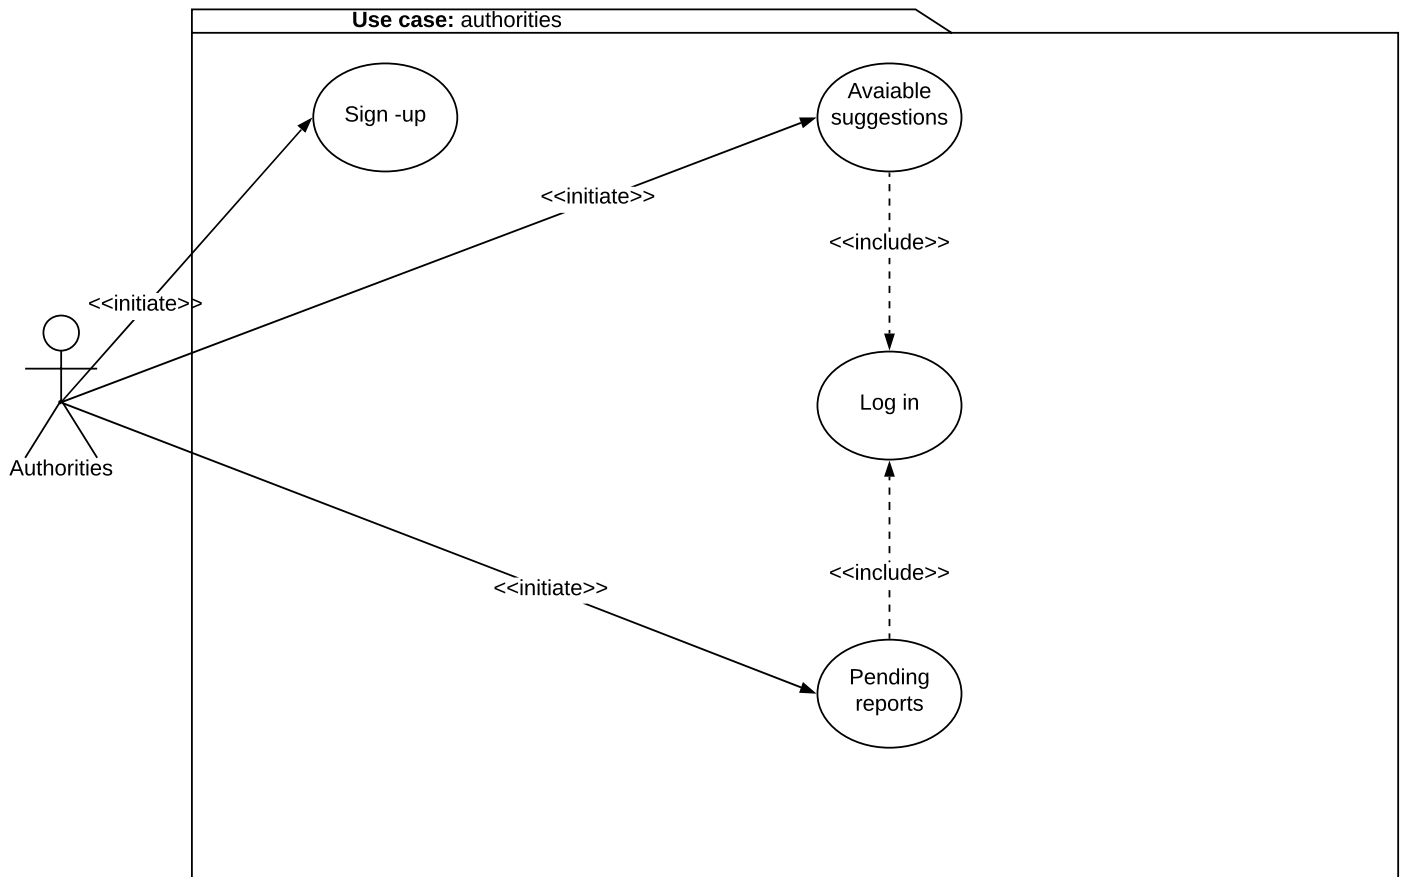 Use case: authorities
Sign -up
Avaiable
suggestions
<<initiate>>
<<include>>
<<initiate>>
Log in
Authorities
<<initiate>>
<<include>>
Pending
reports